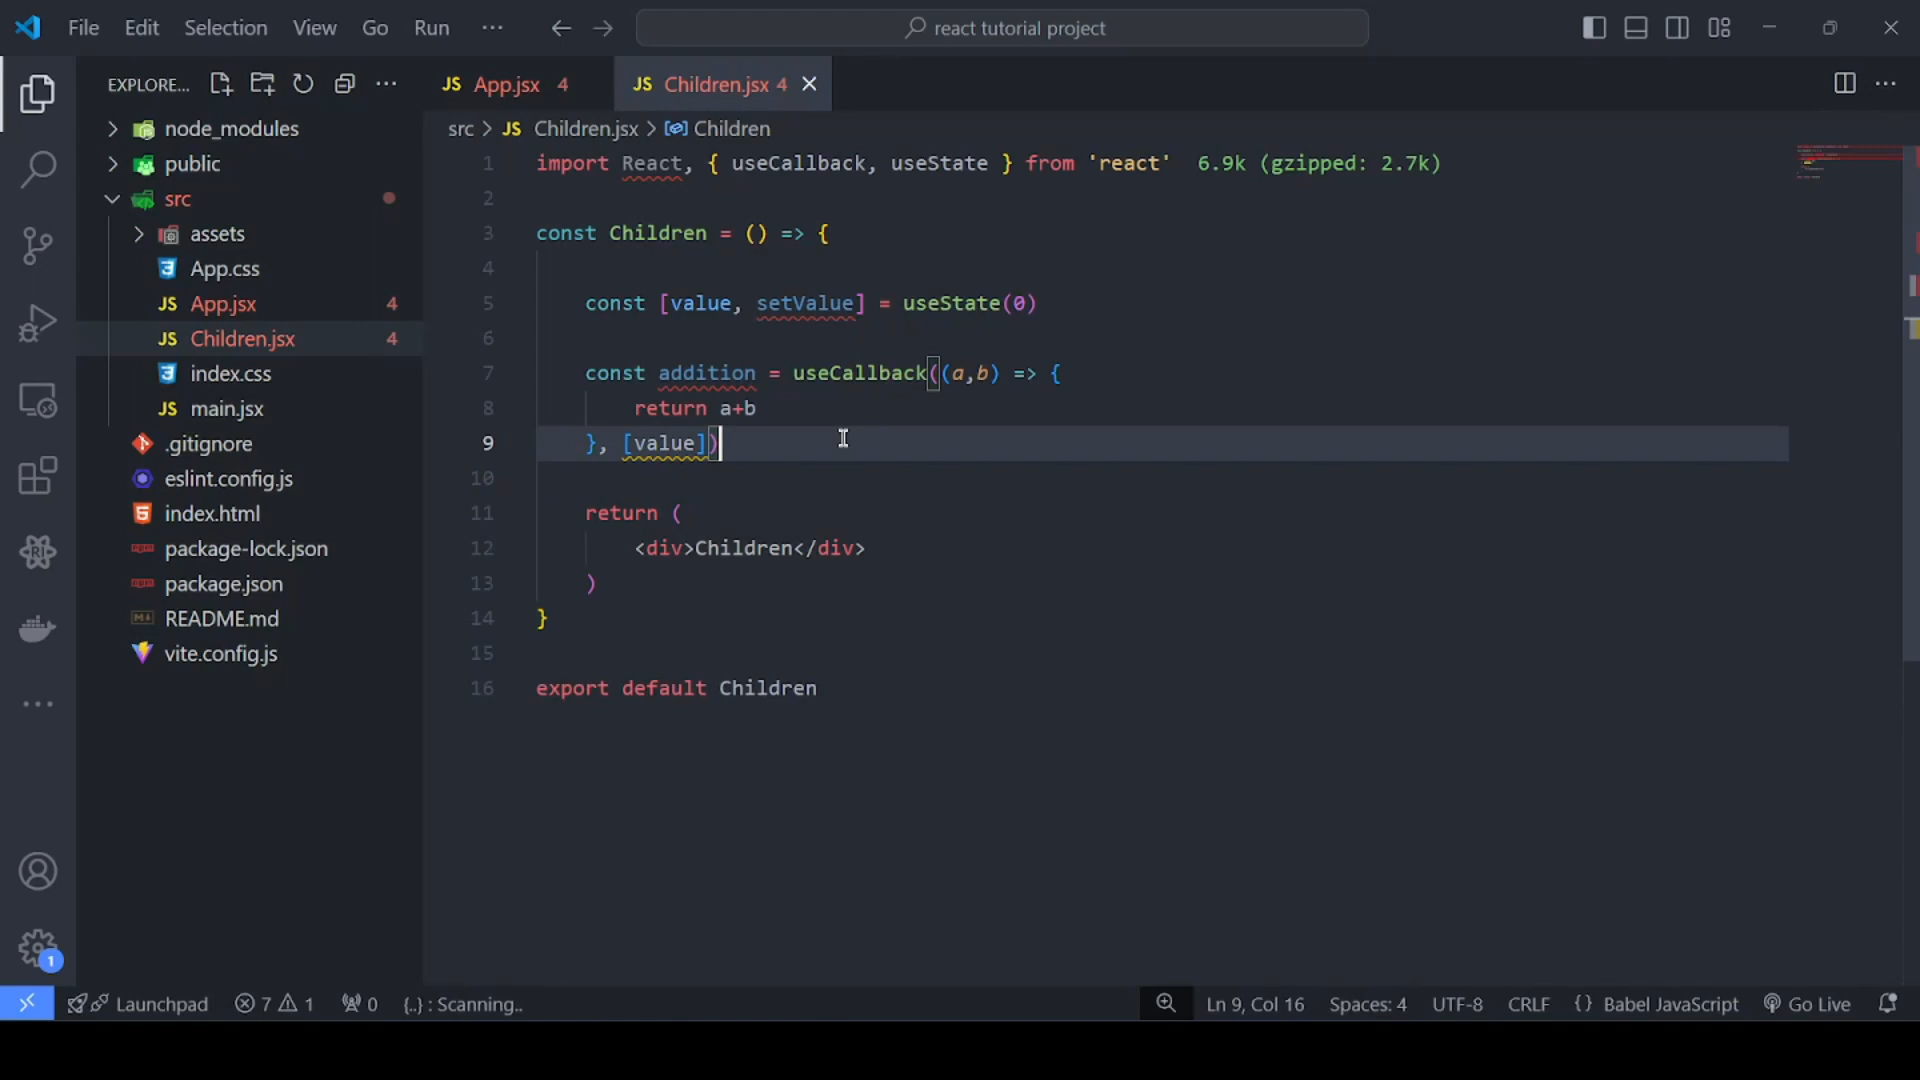 File Edit Selection View Go Run ... react tutorial project
EXPLORE... JS App.jsx 4 JS Children.jsx 4
src > JS Children.jsx > Children
node_modules
public
src
assets
App.css
JS App.jsx 4
JS Children.jsx 4
index.css
JS main.jsx
.gitignore
eslint.config.js
index.html
package-lock.json
package.json
README.md
vite.config.js
1 import React, { useCallback, useState } from 'react' 6.9k (gzipped: 2.7k)
2
3 const Children = () => {
4
5 const [value, setValue] = useState(0)
6
7 const addition = useCallback((a,b) => {
8 return a+b
9 }, [value])
10
11 return (
12 <div>Children</div>
13 )
14 }
15
16 export default Children
1
Launchpad 7 1 0 {..} : Scanning.. Ln 9, Col 16 Spaces: 4 UTF-8 CRLF {} Babel JavaScript Go Live